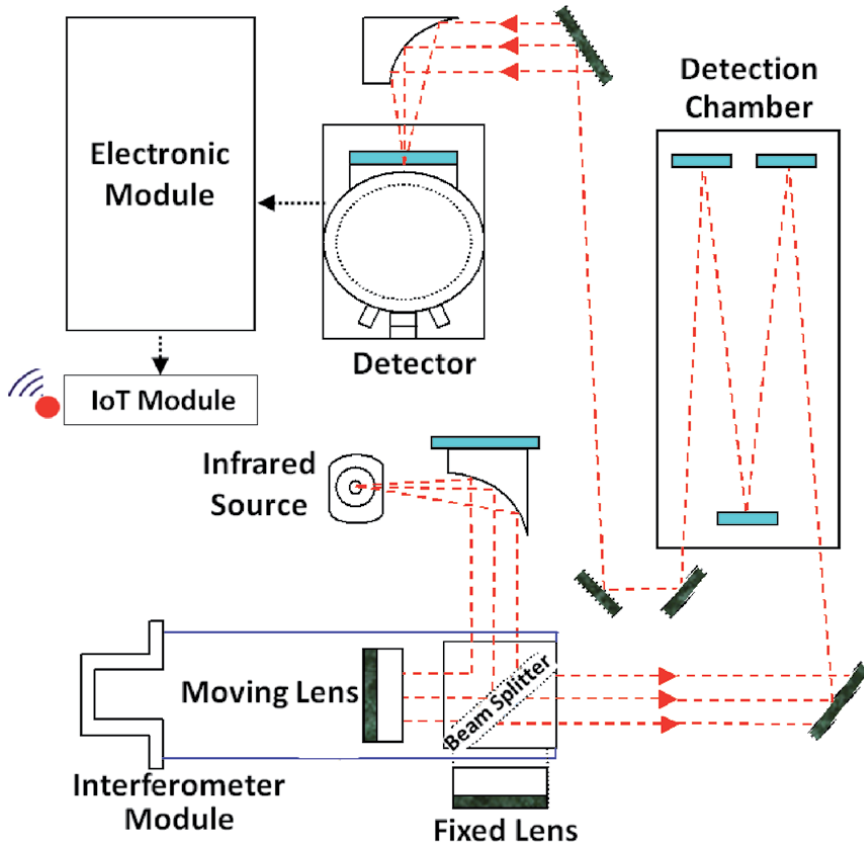 Electronic
Module
Detection
Chamber
Detector
IoT Module
Infrared
Source
Moving Lens
Beam Splitter
Interferometer
Module
Fixed Lens